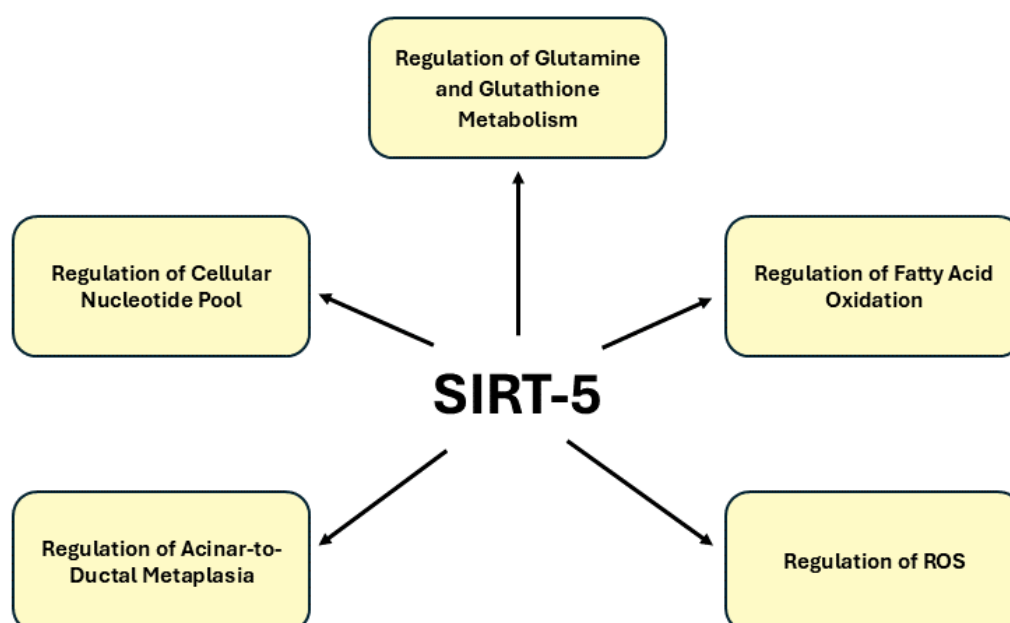 Regulation of Glutamine
and Glutathione
Metabolism
Regulation of Cellular
Nucleotide Pool
Regulation of Fatty Acid
Oxidation
SIRT-5
Regulation of Acinar-to-
Ductal Metaplasia
Regulation of ROS